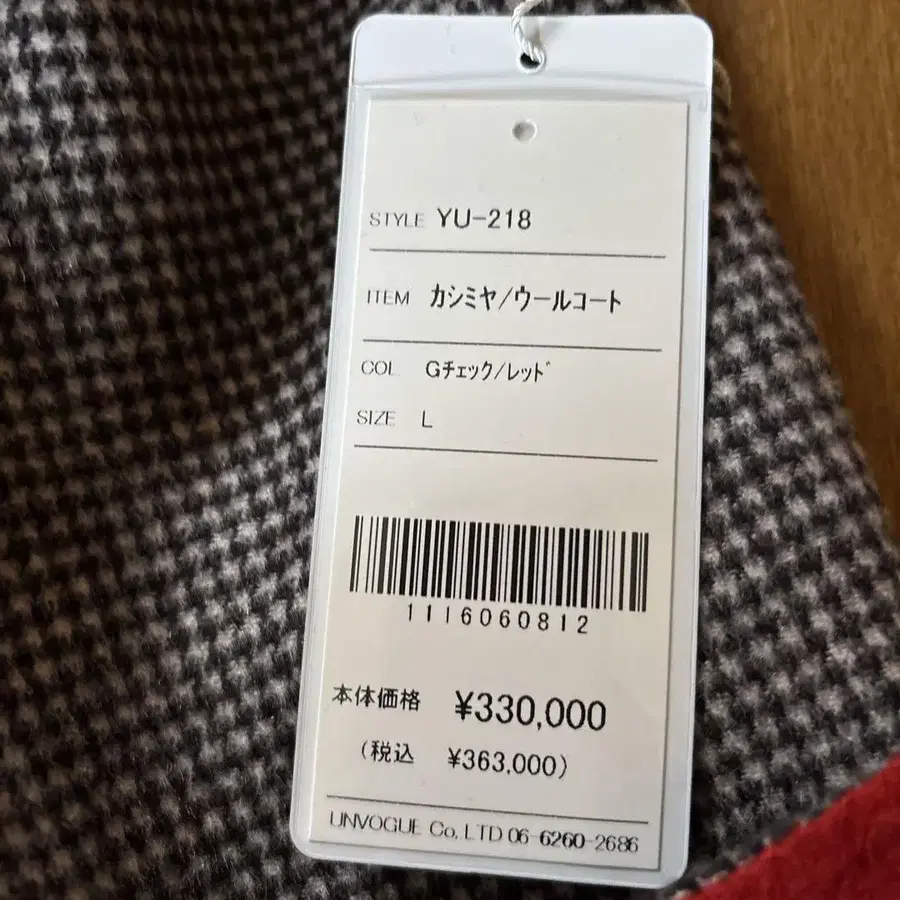 STYLE YU-218
ITEM カシミヤ/ウールコート
COL Gチェック/レッド
SIZE L
1116060812
本体価格 ¥330,000
(税込 ¥363,000)
UNVOGUE Co, LTD 06-6260-2686